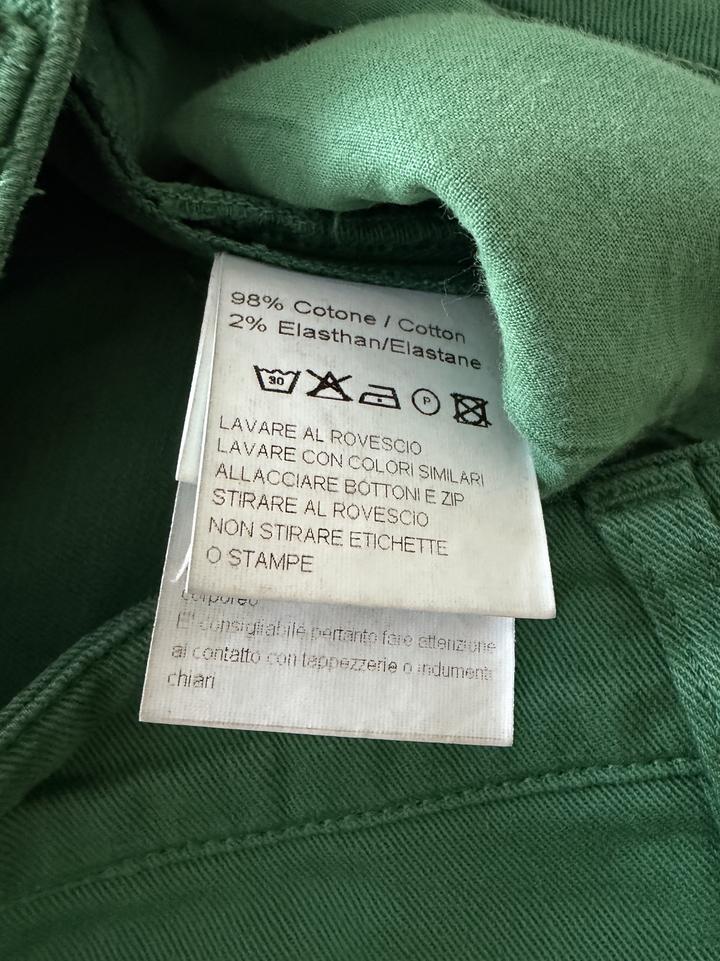 98% Cotone / Cotton
2% Elasthan/Elastane
30 P
LAVARE AL ROVESCIO
LAVARE CON COLORI SIMILARI
ALLACCIARE BOTTONI E ZIP
STIRARE AL ROVESCIO
NON STIRARE ETICHETTE
O STAMPE
corporeo
E' consigliabile pertanto fare attenzione
al contatto con tappezzerie o indumenti
chiari